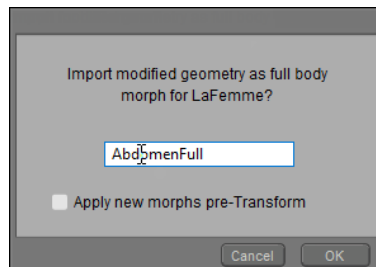 Import modified geometry as full body
morph for LaFemme?
AbdomenFull
Apply new morphs pre-Transform
Cancel OK